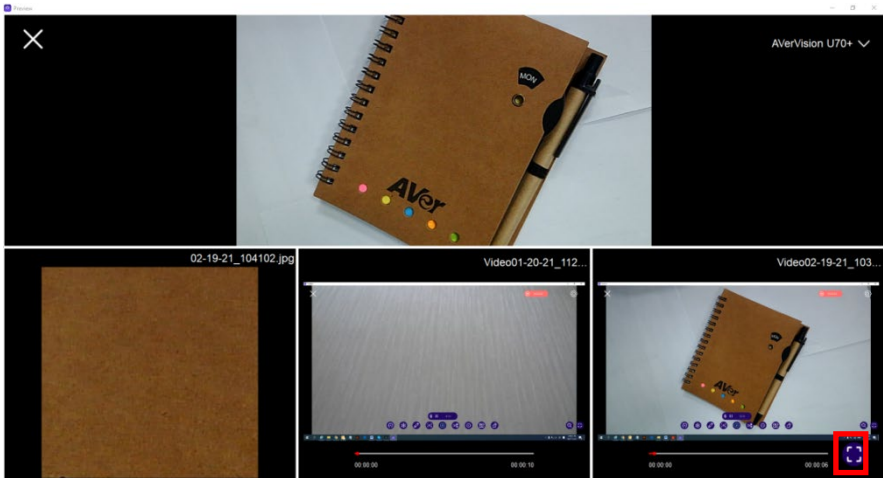 Preview
AVerVision U70+
MON
AVer
02-19-21_104102.jpg
Video01-20-21_112...
Video02-19-21_103...
MON
AVer
00:00:00
00:00:10
00:00:00
00:00:06